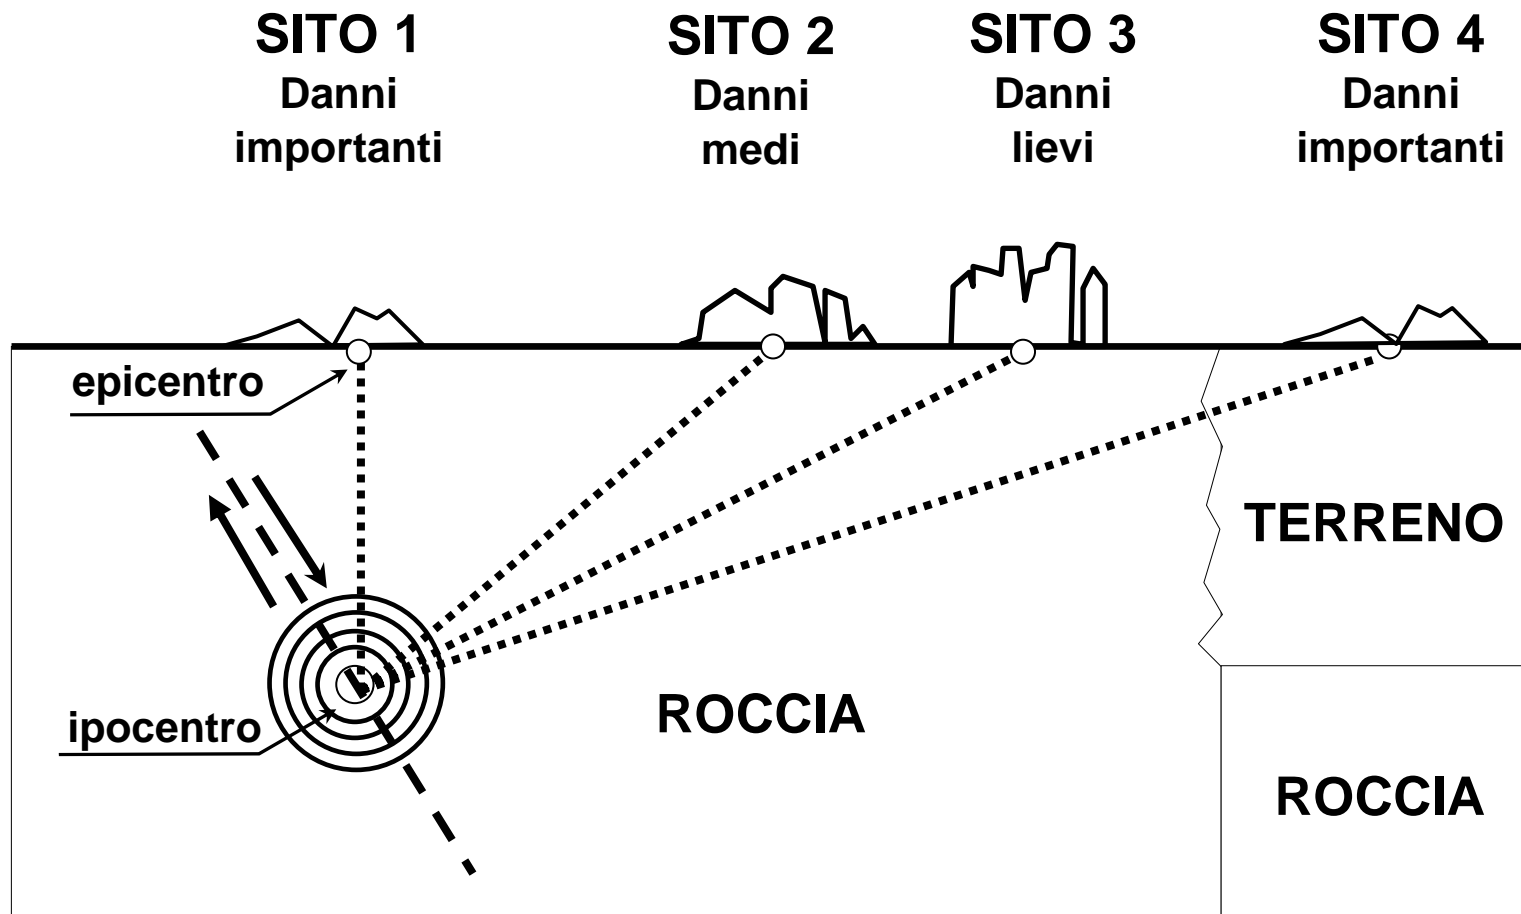 SITO 1
Danni
importanti
SITO 2
Danni
medi
SITO 3
Danni
lievi
SITO 4
Danni
importanti
epicentro
TERRENO
ipocentro
ROCCIA
ROCCIA